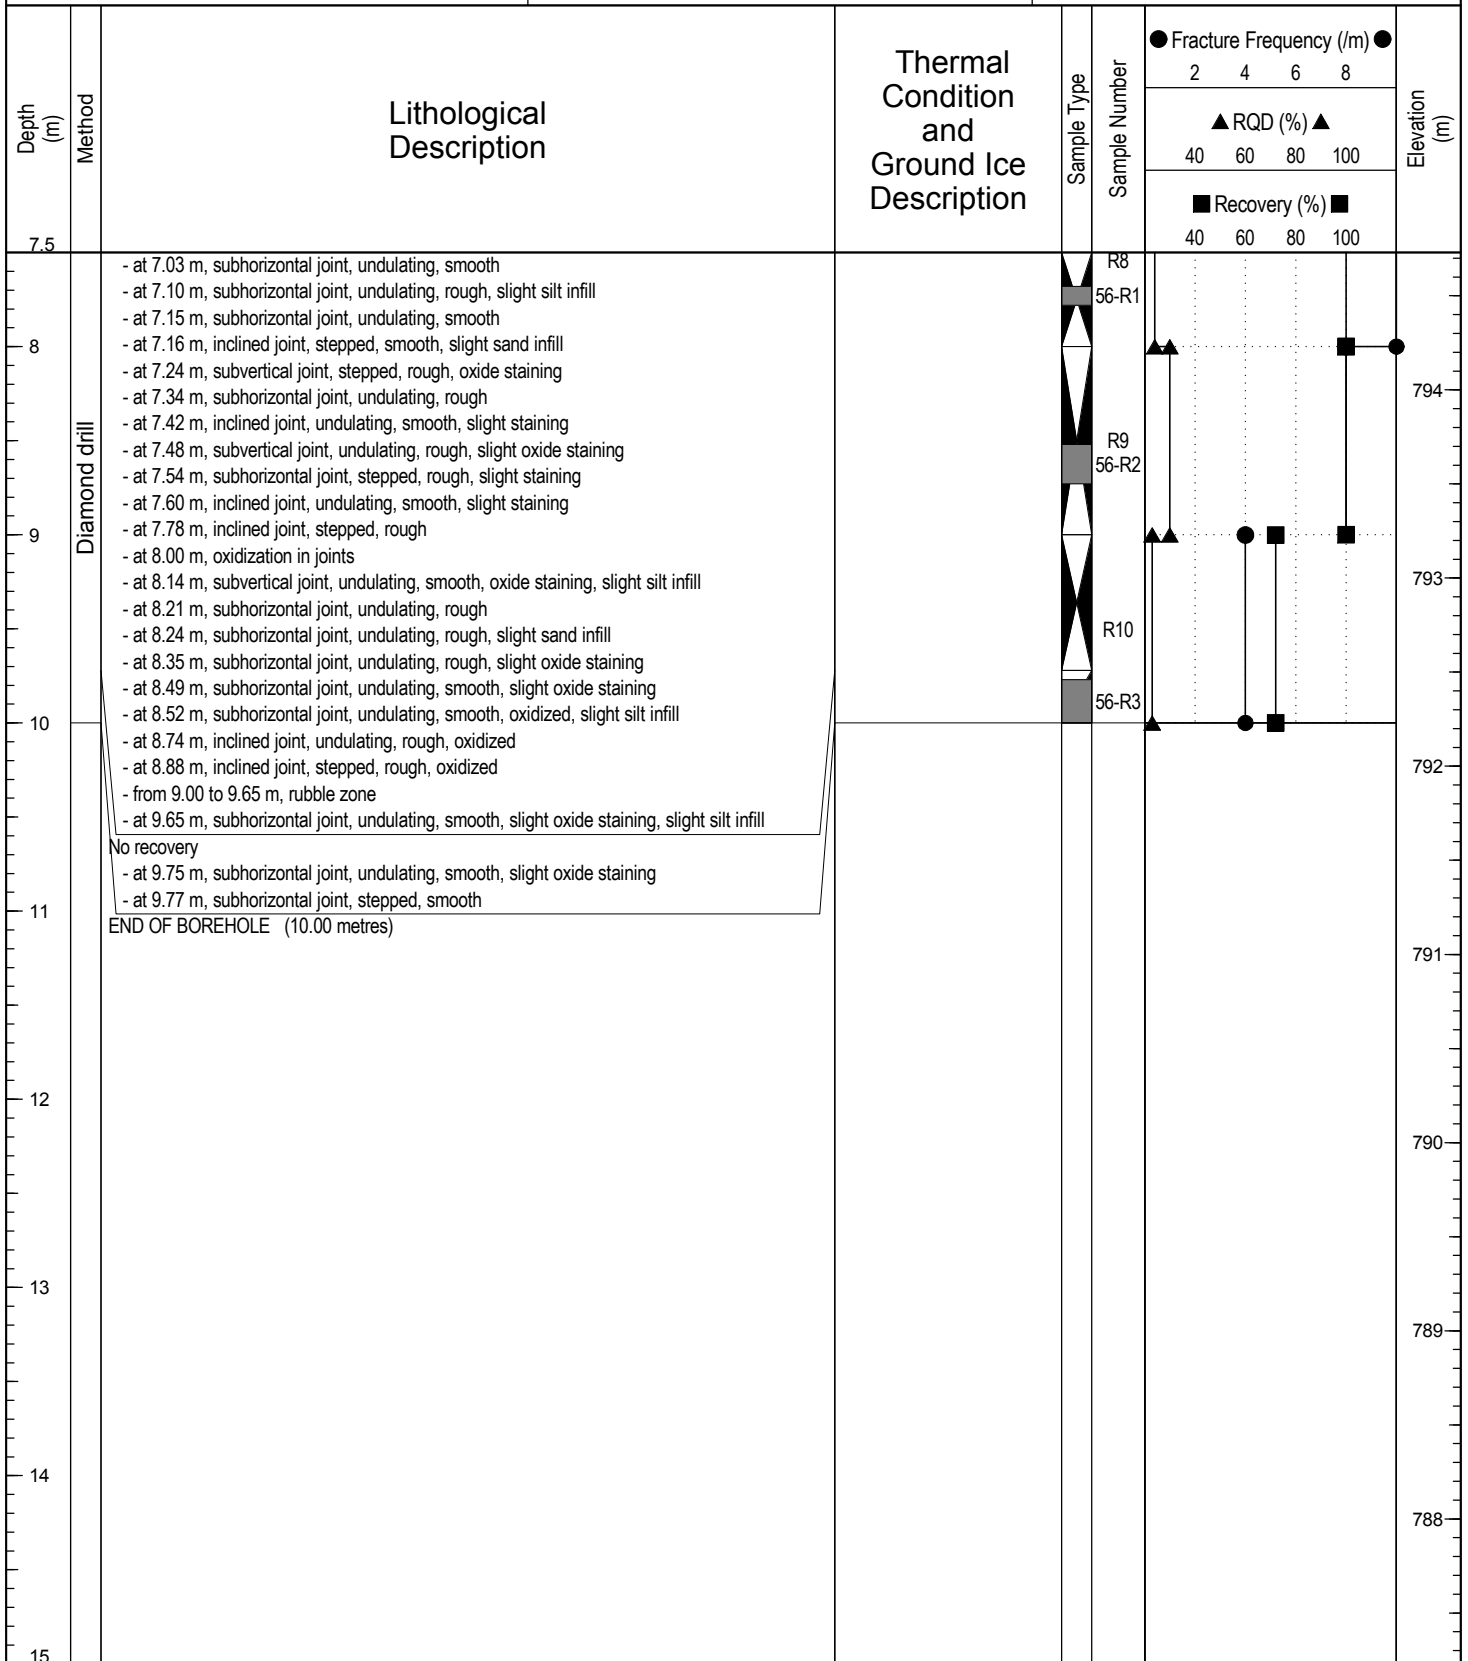 Depth
(m)
Method
Lithological
Description
Thermal
Condition
and
Ground Ice
Description
Sample Type
Sample Number
● Fracture Frequency (/m) ●
2 4 6 8
▲ RQD (%) ▲
40 60 80 100
■ Recovery (%) ■
40 60 80 100
Elevation
(m)
7.5
- at 7.03 m, subhorizontal joint, undulating, smooth
R8
- at 7.10 m, subhorizontal joint, undulating, rough, slight silt infill
56-R1
- at 7.15 m, subhorizontal joint, undulating, smooth
8
- at 7.16 m, inclined joint, stepped, smooth, slight sand infill
- at 7.24 m, subvertical joint, stepped, rough, oxide staining
794
- at 7.34 m, subhorizontal joint, undulating, rough
- at 7.42 m, inclined joint, undulating, smooth, slight staining
Diamond drill
R9
- at 7.48 m, subvertical joint, undulating, rough, slight oxide staining
56-R2
- at 7.54 m, subhorizontal joint, stepped, rough, slight staining
- at 7.60 m, inclined joint, undulating, smooth, slight staining
- at 7.78 m, inclined joint, stepped, rough
9
- at 8.00 m, oxidization in joints
793
- at 8.14 m, subvertical joint, undulating, smooth, oxide staining, slight silt infill
- at 8.21 m, subhorizontal joint, undulating, rough
R10
- at 8.24 m, subhorizontal joint, undulating, rough, slight sand infill
- at 8.35 m, subhorizontal joint, undulating, rough, slight oxide staining
- at 8.49 m, subhorizontal joint, undulating, smooth, slight oxide staining
56-R3
- at 8.52 m, subhorizontal joint, undulating, smooth, oxidized, slight silt infill
10
- at 8.74 m, inclined joint, undulating, rough, oxidized
- at 8.88 m, inclined joint, stepped, rough, oxidized
792
- from 9.00 to 9.65 m, rubble zone
- at 9.65 m, subhorizontal joint, undulating, smooth, slight oxide staining, slight silt infill
No recovery
- at 9.75 m, subhorizontal joint, undulating, smooth, slight oxide staining
- at 9.77 m, subhorizontal joint, stepped, smooth
11
END OF BOREHOLE (10.00 metres)
791
12
790
13
789
14
788
15